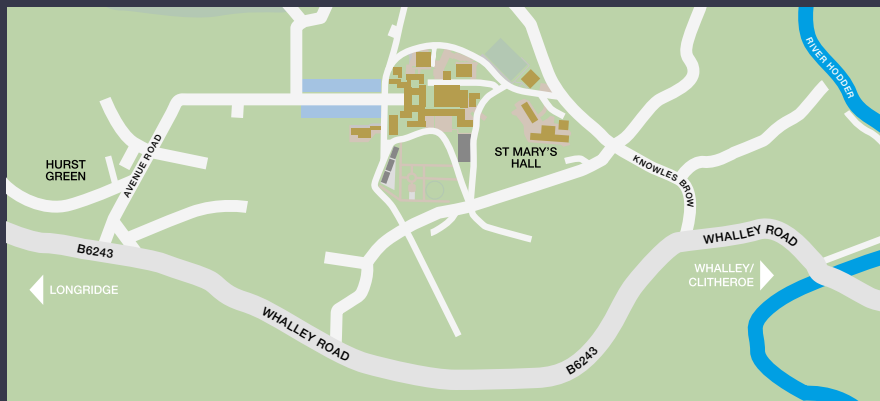 RIVER HODDER
HURST
GREEN
AVENUE ROAD
ST MARY'S
HALL
KNOWLES BROW
B6243
WHALLEY ROAD
WHALLEY/
CLITHEROE
LONGRIDGE
WHALLEY ROAD
B6243